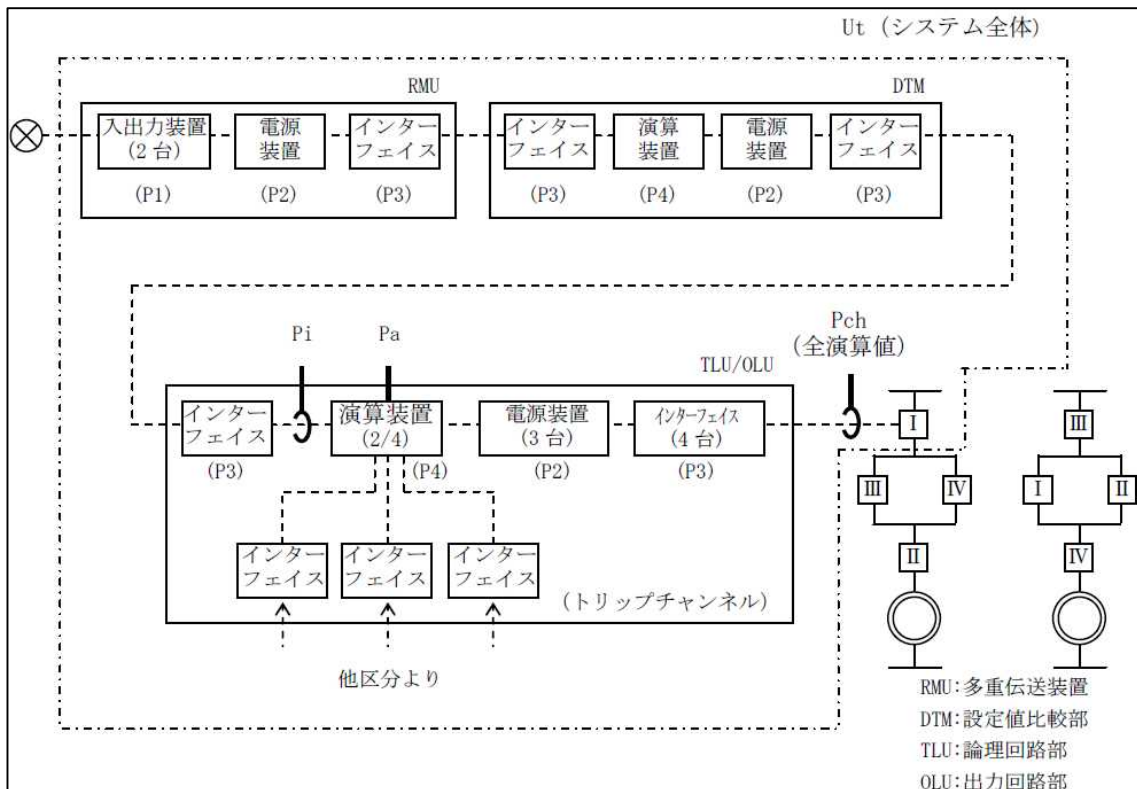 Ut (システム全体)
RMU
DTM
入出力装置
(2台)
電源
装置
インター
フェイス
インター
フェイス
演算
装置
電源
装置
インター
フェイス
(P1)
(P2)
(P3)
(P3)
(P4)
(P2)
(P3)
Pi
Pa
Pch
(全演算値)
TLU/OLU
インター
フェイス
演算装置
(2/4)
電源装置
(3台)
インターフェイス
(4台)
(P3)
(P4)
(P2)
(P3)
I
III
III
IV
I
II
II
IV
インター
フェイス
インター
フェイス
インター
フェイス
(トリップチャンネル)
他区分より
RMU:多重伝送装置
DTM:設定値比較部
TLU:論理回路部
OLU:出力回路部